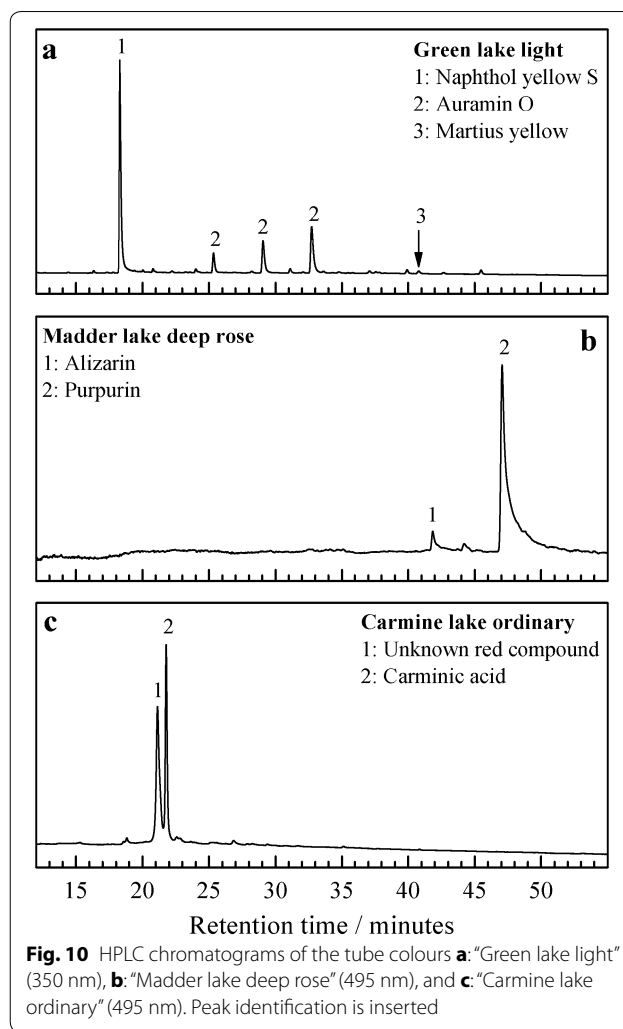 a
1
Green lake light
1: Naphthol yellow S
2: Auramin O
3: Martius yellow
2
2
2
3
Madder lake deep rose
1: Alizarin
2: Purpurin
b
2
1
c
2
1
Carmine lake ordinary
1: Unknown red compound
2: Carminic acid
15 20 25 30 35 40 45 50
Retention time / minutes
Fig. 10 HPLC chromatograms of the tube colours a: “Green lake light”
(350 nm), b: “Madder lake deep rose” (495 nm), and c: “Carmine lake
ordinary” (495 nm). Peak identification is inserted